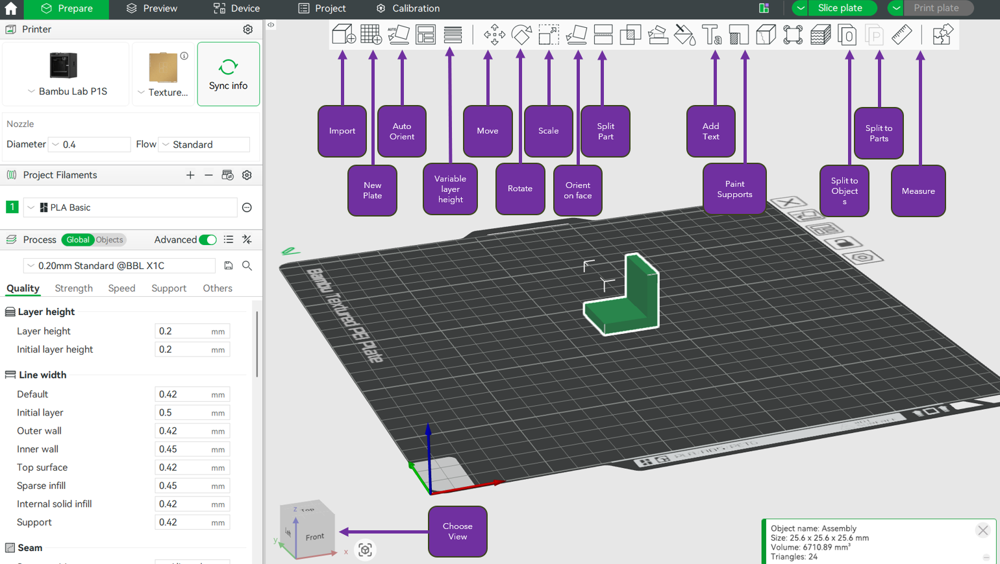 Prepare
Preview
Device
Project
Calibration
Slice plate
Print plate
Printer
Bambu Lab P1S
Texture...
Sync info
Nozzle
Diameter
0.4
Flow
Standard
Project Filaments
1
PLA Basic
Process
Global
Objects
Advanced
0.20mm Standard @BBL X1C
Quality
Strength
Speed
Support
Others
Layer height
Layer height 0.2 mm
Initial layer height 0.2 mm
Line width
Default 0.42 mm
Initial layer 0.5 mm
Outer wall 0.42 mm
Inner wall 0.45 mm
Top surface 0.42 mm
Sparse infill 0.45 mm
Internal solid infill 0.42 mm
Support 0.42 mm
Seam
AUTO
Ta
0
P
Import
Auto
Orient
Move
Scale
Split
Part
Add
Text
Split to
Parts
New
Plate
Variable
layer
height
Rotate
Orient
on face
Paint
Supports
Split to
Object
s
Measure
Bambu Textured PEI Plate
Choose
View
Z
Top
Left
Front
y
x
Object name: Assembly
Size: 25.6 x 25.6 x 25.6 mm
Volume: 6710.89 mm³
Triangles: 24